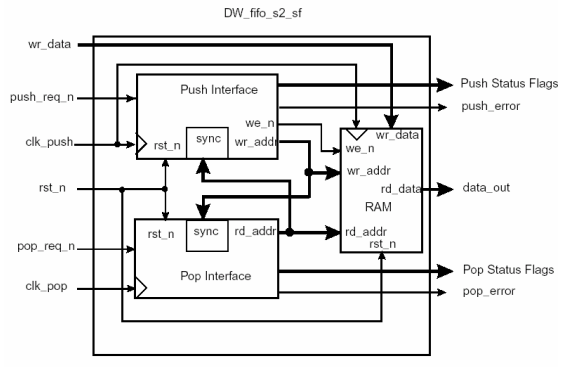 DW_fifo_s2_sf
wr_data
Push Interface
Push Status Flags
push_req_n
push_error
we_n
wr_data
clk_push
rst_n
sync
wr_addr
we_n
wr_addr
rst_n
rd_data
data_out
RAM
rst_n
sync
rd_addr
rd_addr
rst_n
pop_req_n
Pop Interface
Pop Status Flags
clk_pop
pop_error